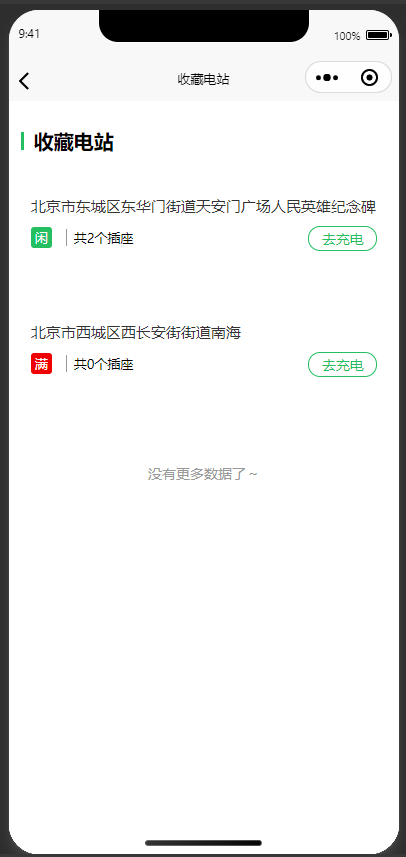 9:41
100%
收藏电站
收藏电站
北京市东城区东华门街道天安门广场人民英雄纪念碑
闲 共2个插座 去充电
北京市西城区西长安街街道南海
满 共0个插座 去充电
没有更多数据了~